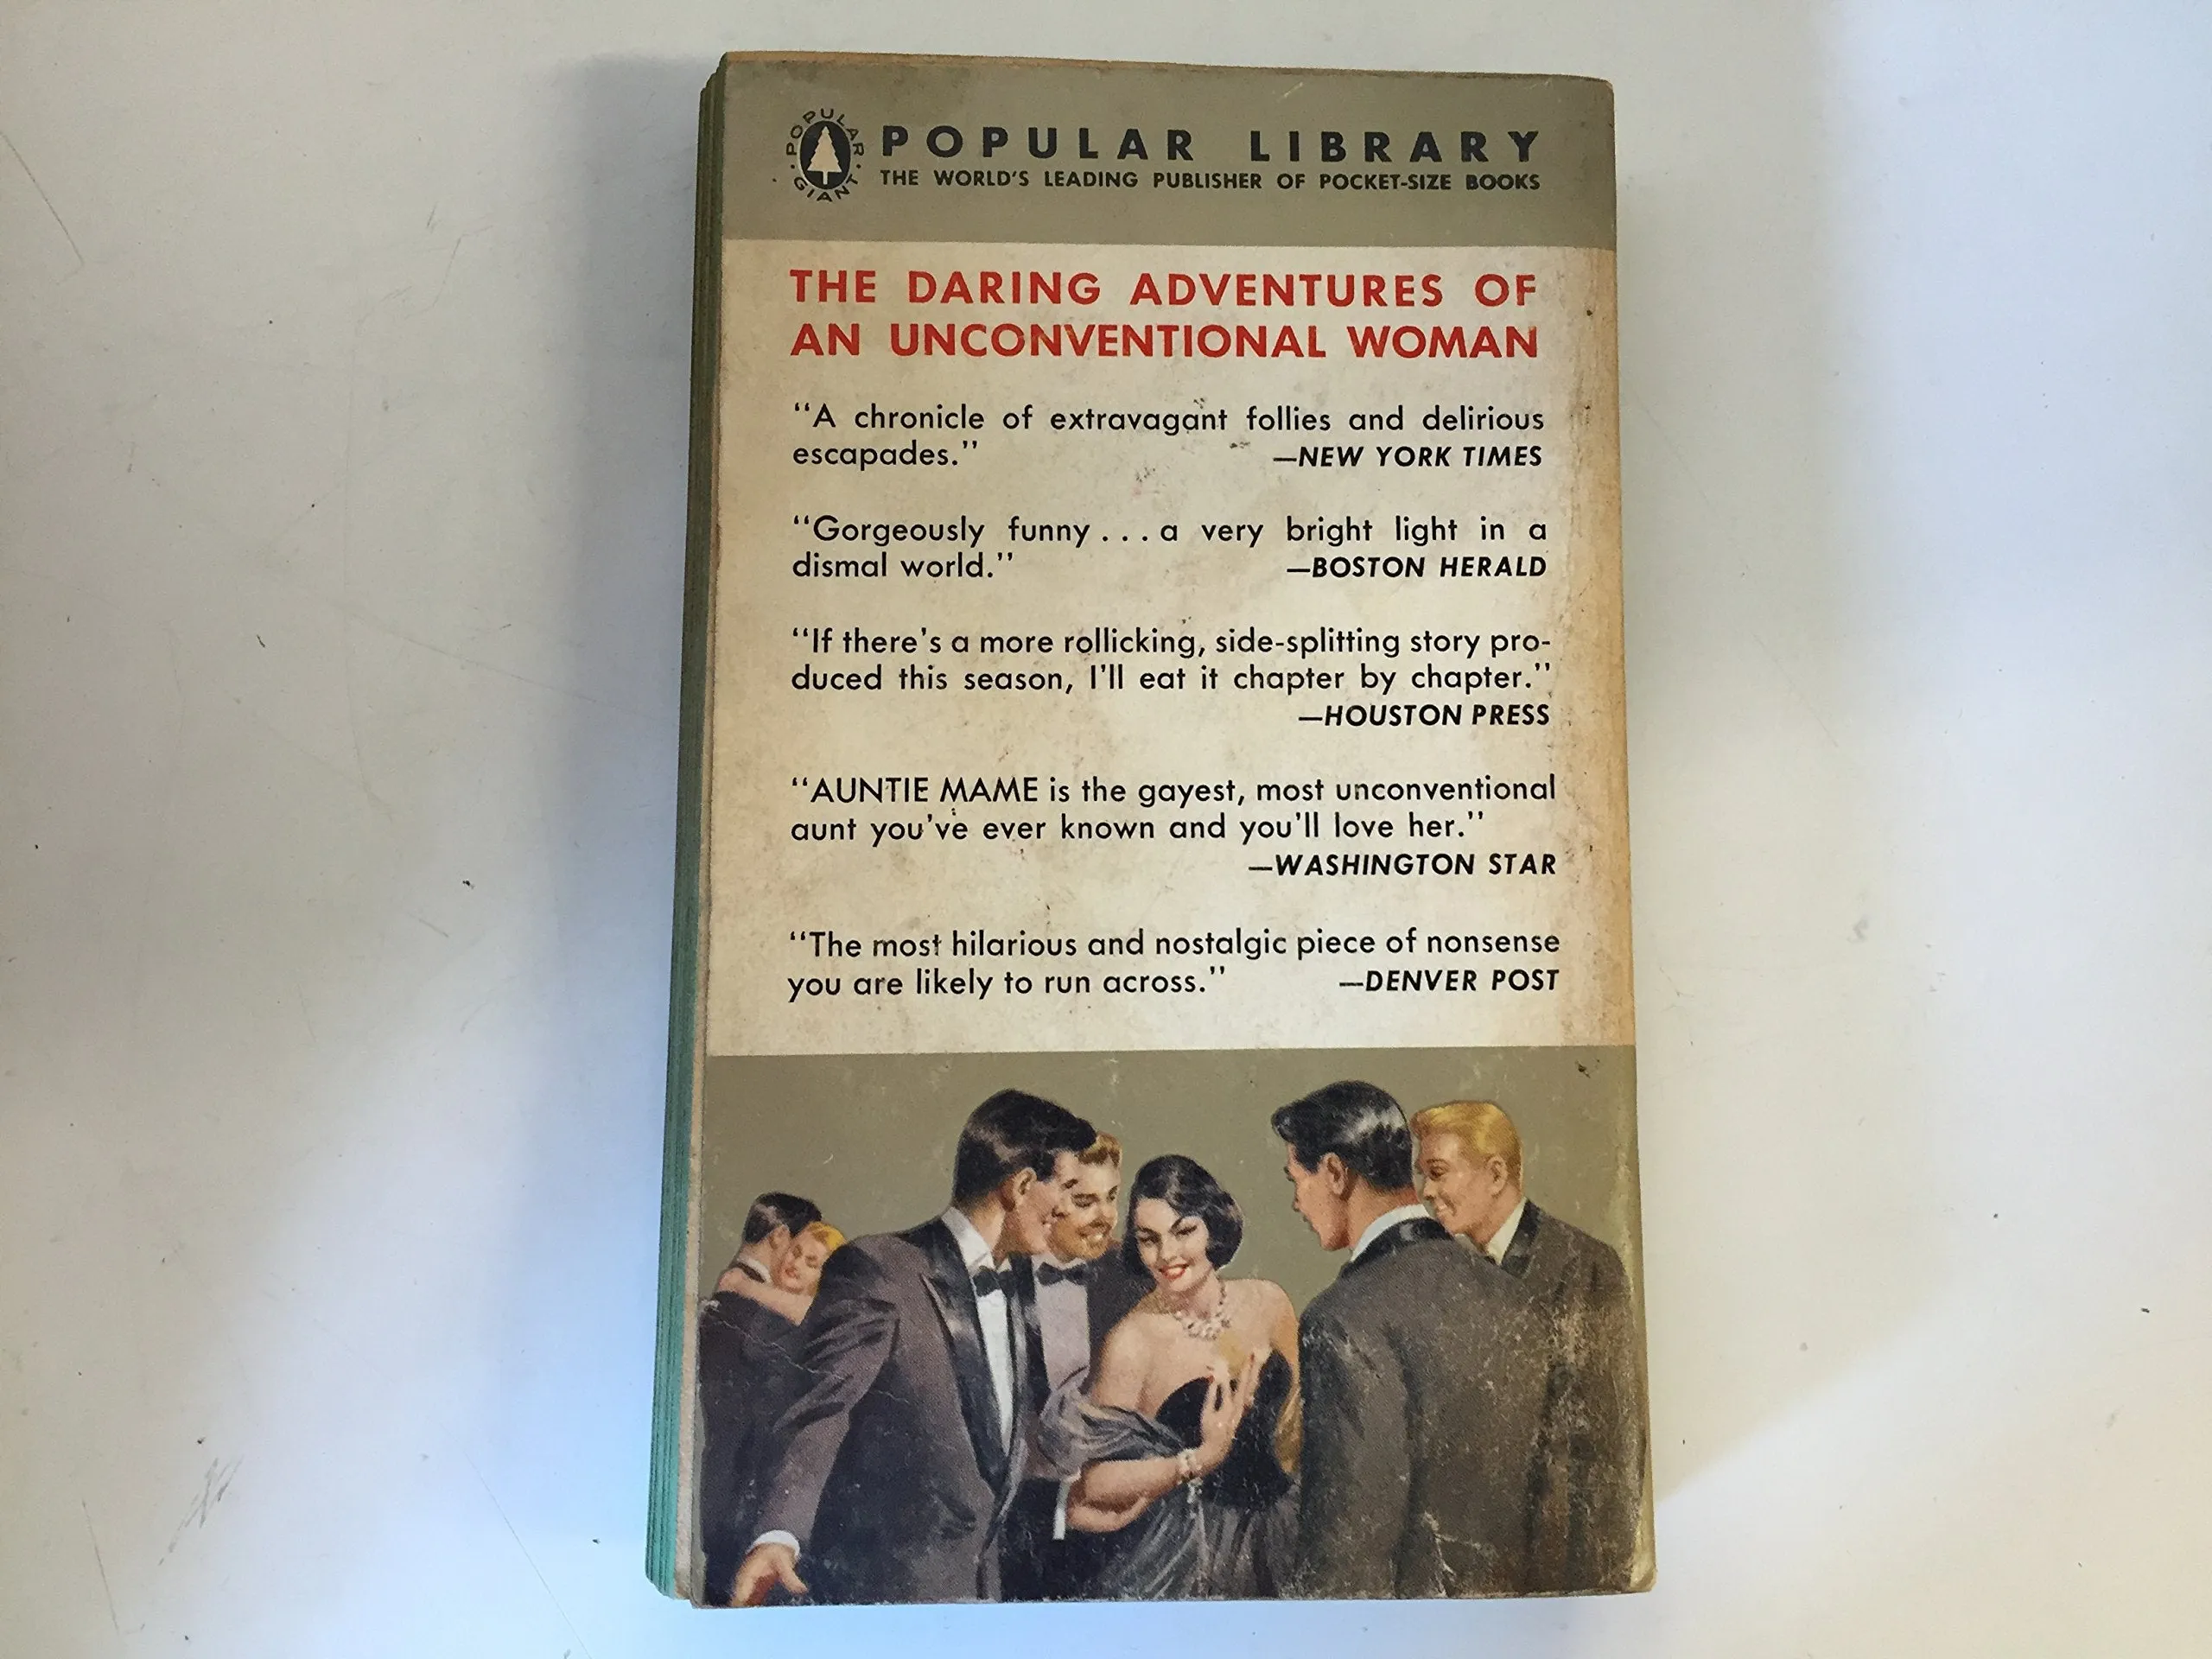 POPULAR GIANT
POPULAR LIBRARY
THE WORLD'S LEADING PUBLISHER OF POCKET-SIZE BOOKS
THE DARING ADVENTURES OF
AN UNCONVENTIONAL WOMAN
"A chronicle of extravagant follies and delirious
escapades." —NEW YORK TIMES
"Gorgeously funny . . . a very bright light in a
dismal world." —BOSTON HERALD
"If there's a more rollicking, side-splitting story pro-
duced this season, I'll eat it chapter by chapter."
—HOUSTON PRESS
"AUNTIE MAME is the gayest, most unconventional
aunt you've ever known and you'll love her."
—WASHINGTON STAR
"The most hilarious and nostalgic piece of nonsense
you are likely to run across." —DENVER POST